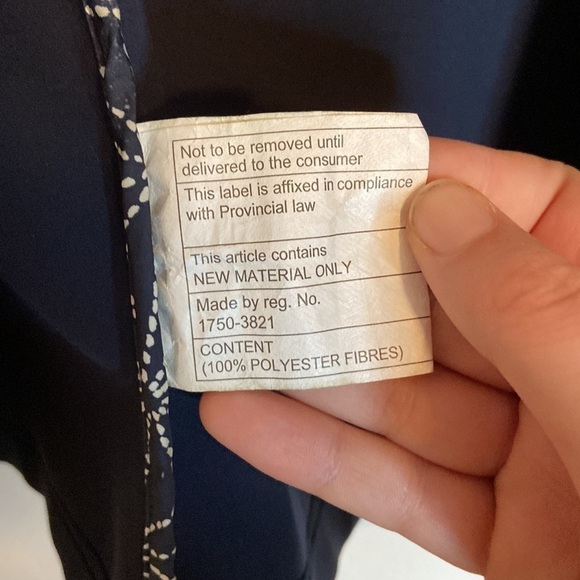 Not to be removed until
delivered to the consumer
This label is affixed in compliance
with Provincial law
This article contains
NEW MATERIAL ONLY
Made by reg. No.
1750-3821
CONTENT
(100% POLYESTER FIBRES)